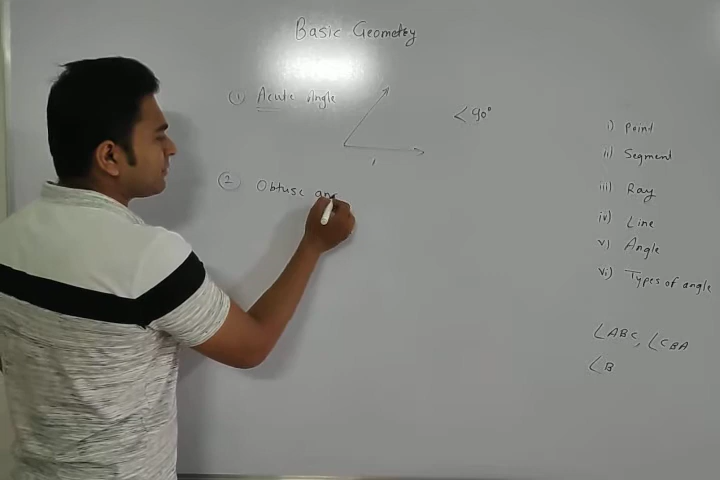 Basic Geometry
① Acute Angle <90°
② Obtuse ang
i) Point
ii) Segment
iii) Ray
iv) Line
v) Angle
vi) Types of angle
∠ABC, ∠CBA
∠B